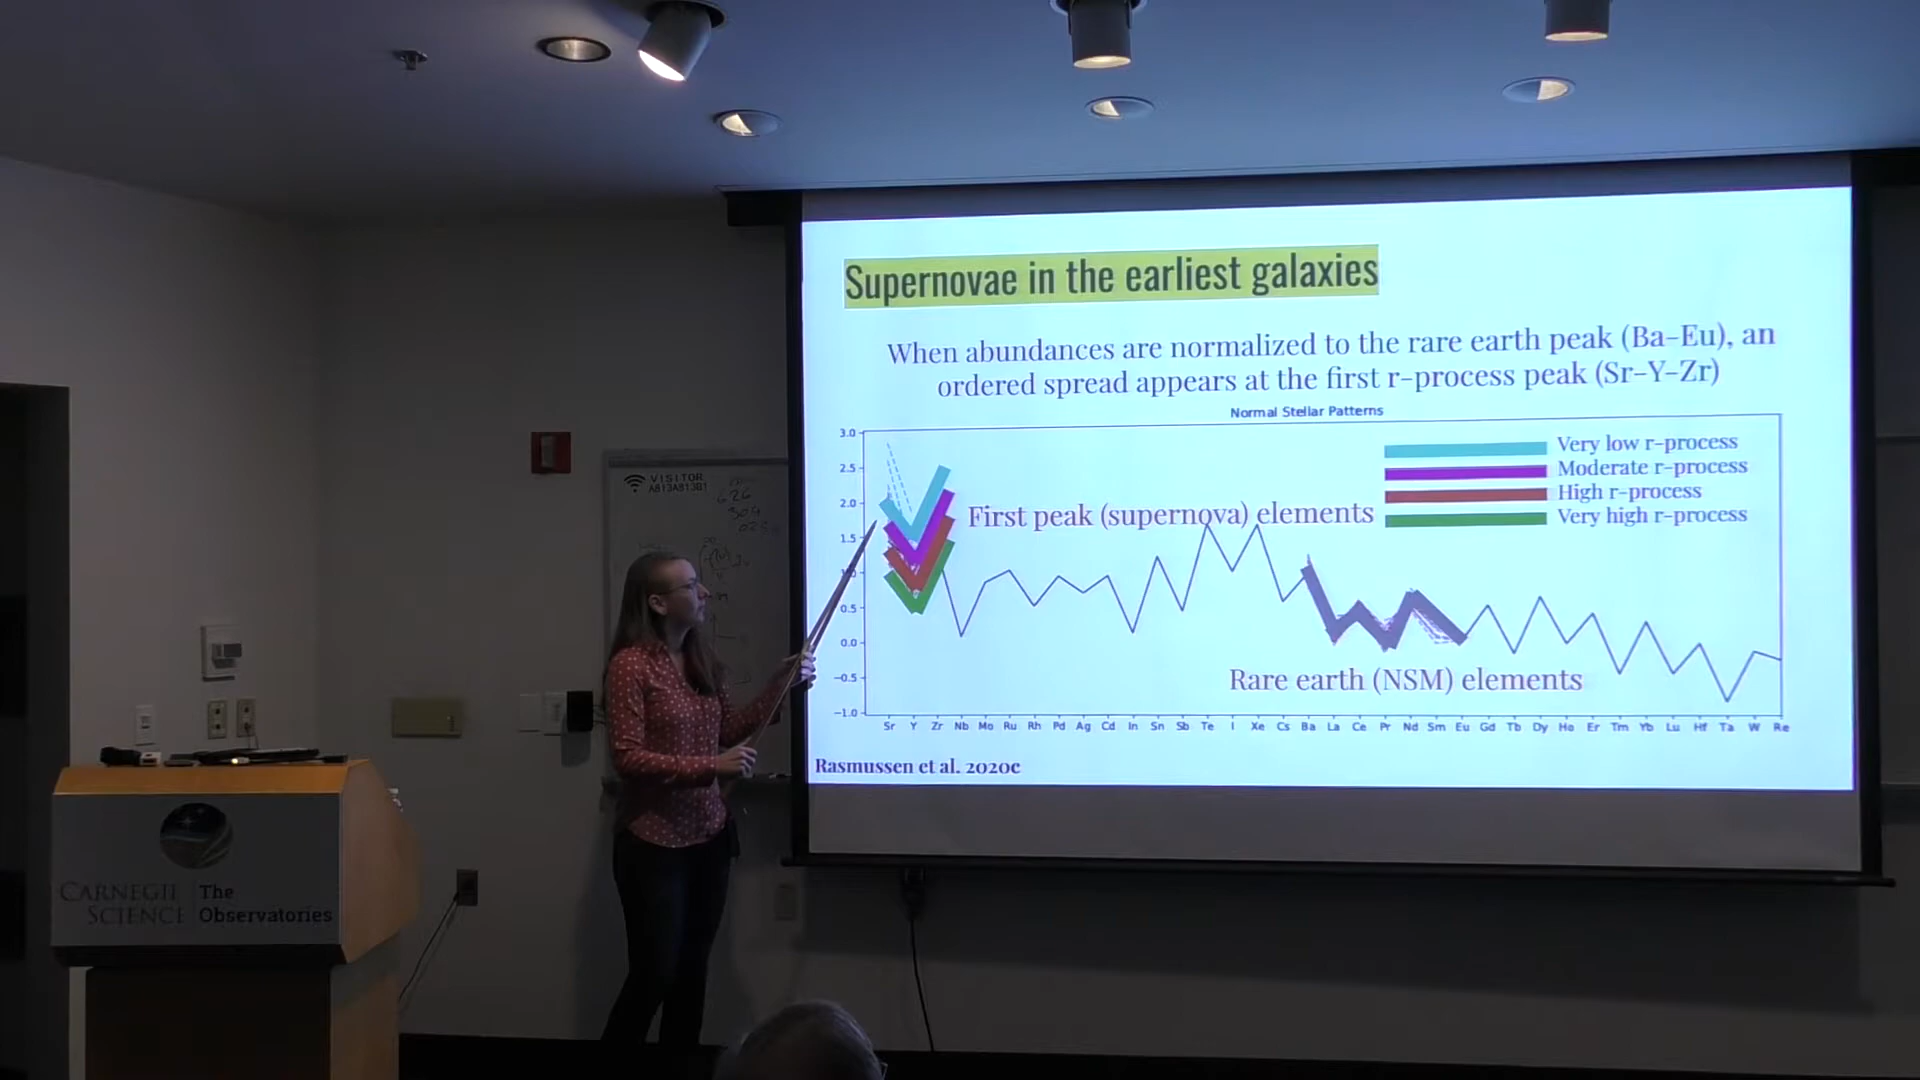 Supernovae in the earliest galaxies
When abundances are normalized to the rare earth peak (Ba-Eu), an
ordered spread appears at the first r-process peak (Sr-Y-Zr)
Normal Stellar Patterns
3.0
2.5
2.0
1.5
0.5
0.0
−0.5
−1.0
Very low r-process
Moderate r-process
High r-process
Very high r-process
First peak (supernova) elements
Rare earth (NSM) elements
Sr Y Zr Nb Mo Ru Rh Pd Ag Cd In Sn Sb Te I Xe Cs Ba La Ce Pr Nd Sm Eu Gd Tb Dy Ho Er Tm Yb Lu Hf Ta W Re
Rasmussen et al. 2020c
VISITOR
626
304
CARNEGIE
SCIENCE
The
Observatories